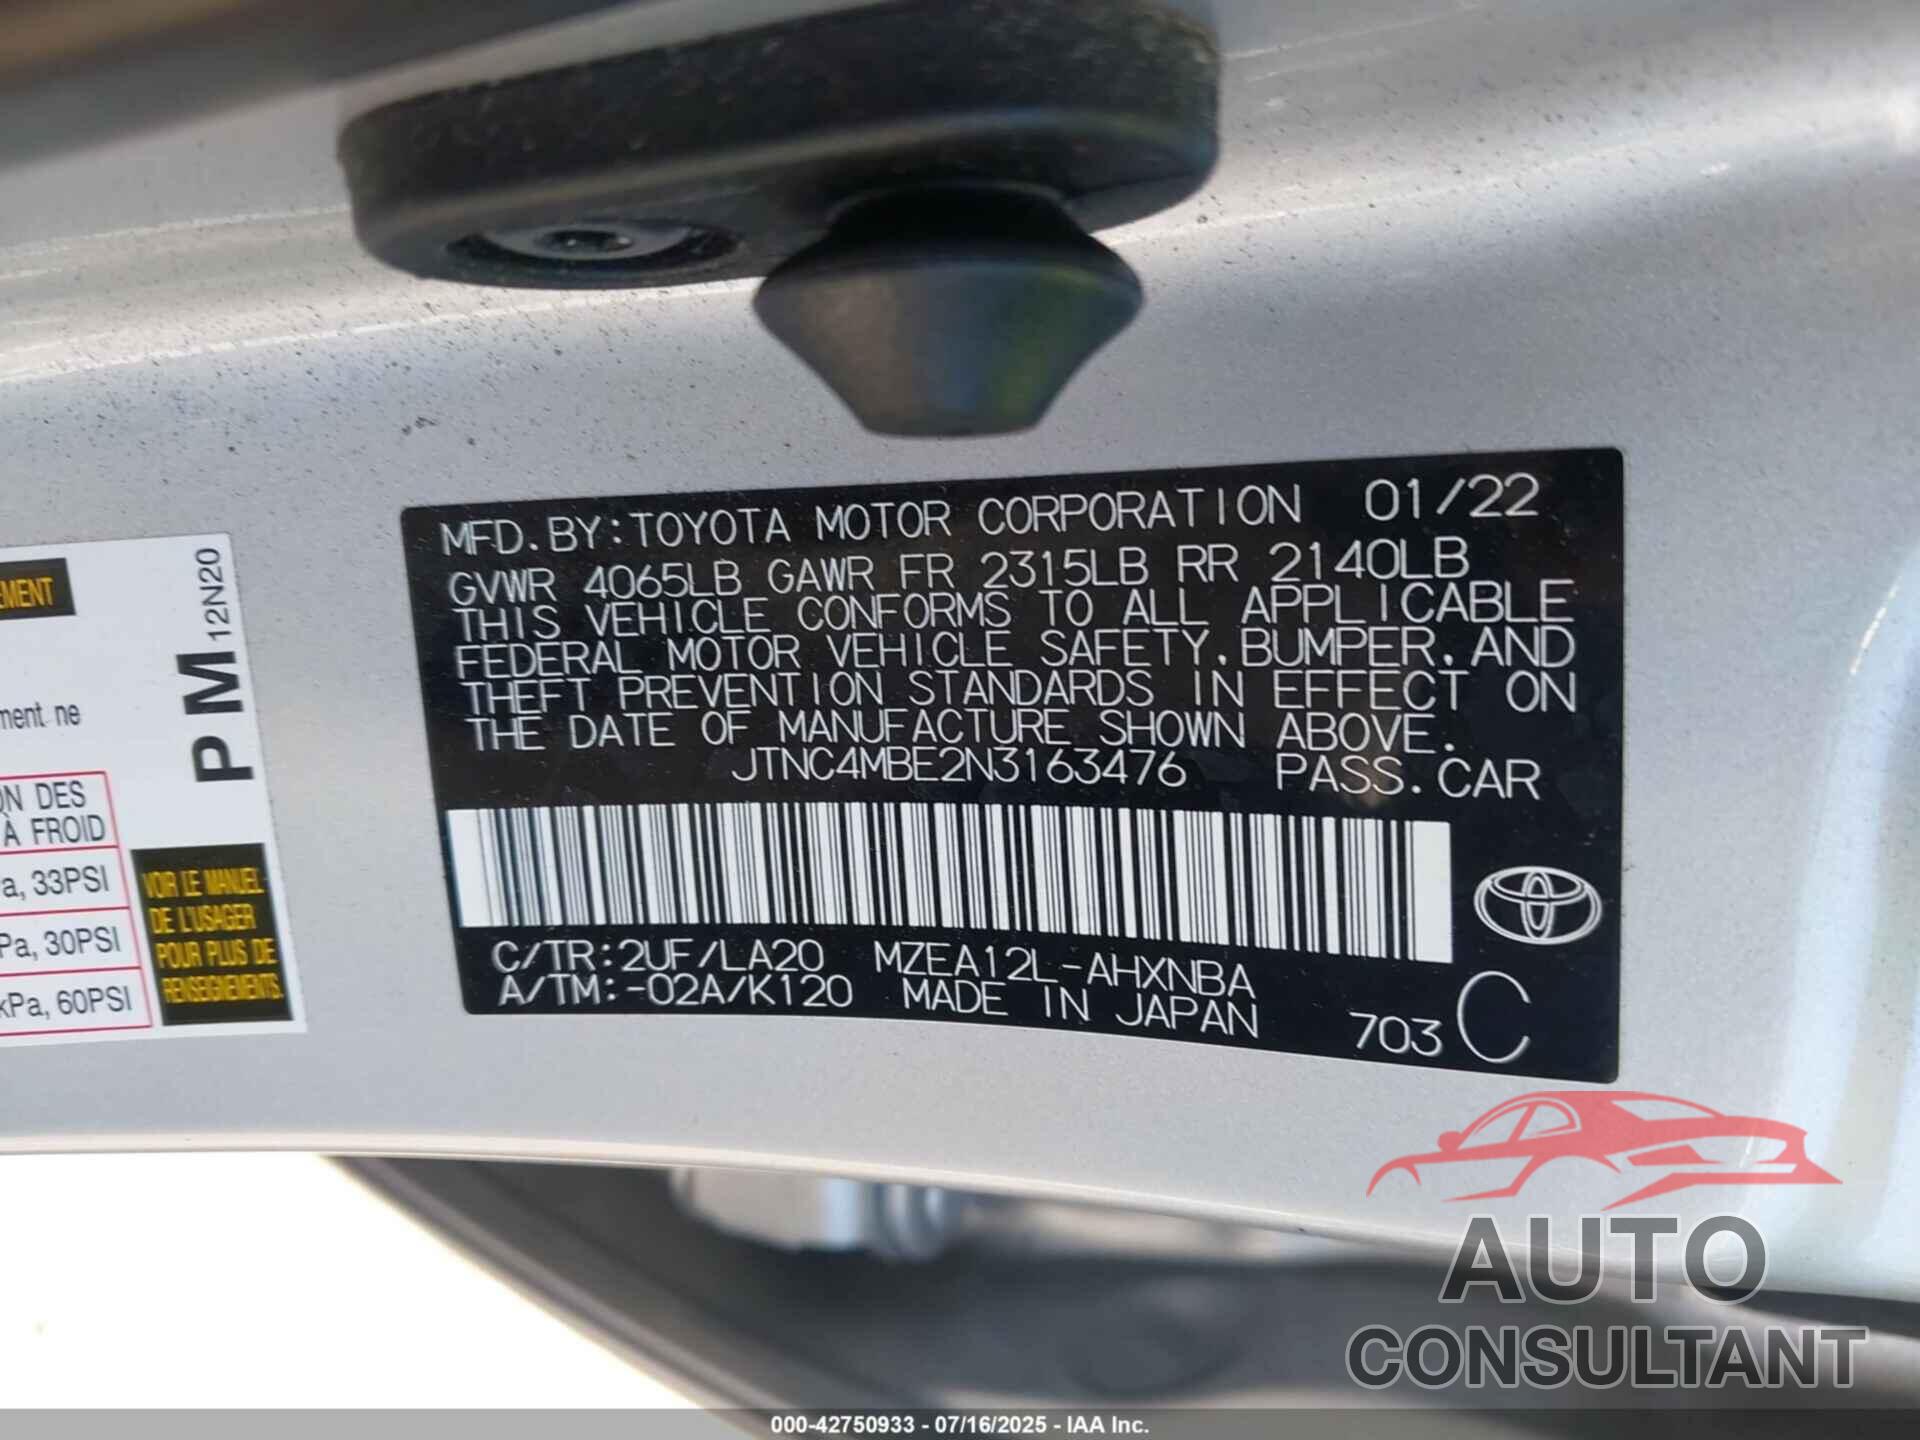 MFD. BY: TOYOTA MOTOR CORPORATION 01/22
GVWR 4065LB GAWR FR 2315LB RR 2140LB
THIS VEHICLE CONFORMS TO ALL APPLICABLE
FEDERAL MOTOR VEHICLE SAFETY, BUMPER, AND
THEFT PREVENTION STANDARDS IN EFFECT ON
THE DATE OF MANUFACTURE SHOWN ABOVE.
JTNC4MBE2N3163476 PASS. CAR
C/TR: 2UF/LA20 MZEA12L-AHXNBA
A/TM: -02A/K120 MADE IN JAPAN
703 C
EMENT
PM 12N20
ment ne
ON DES
À FROID
a, 33PSI
Pa, 30PSI
kPa, 60PSI
VOIR LE MANUEL
DE L'USAGER
POUR PLUS DE
RENSEIGNEMENTS.
AUTO
CONSULTANT
000-42750933 - 07/16/2025 - IAA Inc.